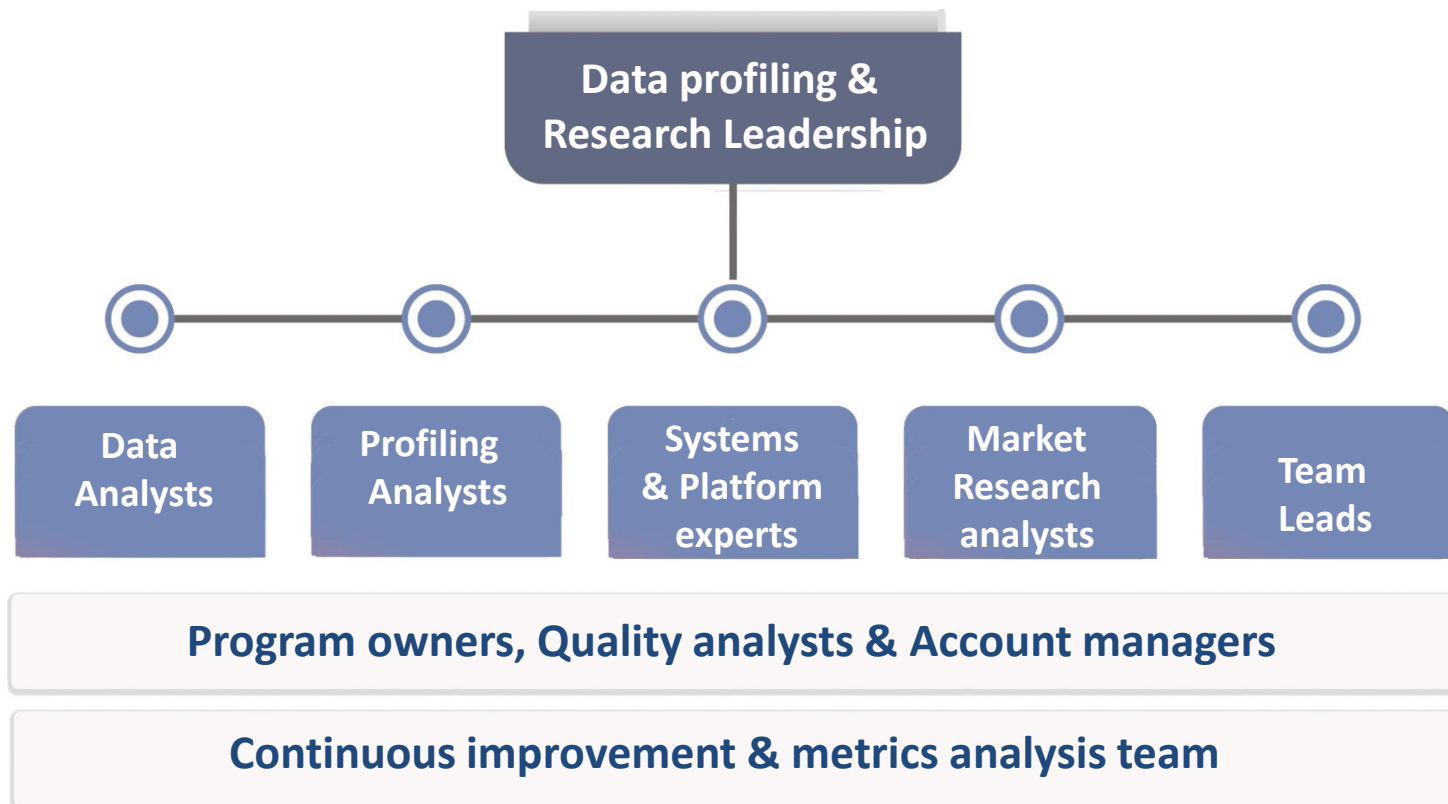 Data profiling &
Research Leadership
Data
Analysts
Profiling
Analysts
Systems
& Platform
experts
Market
Research
analysts
Team
Leads
Program owners, Quality analysts & Account managers
Continuous improvement & metrics analysis team